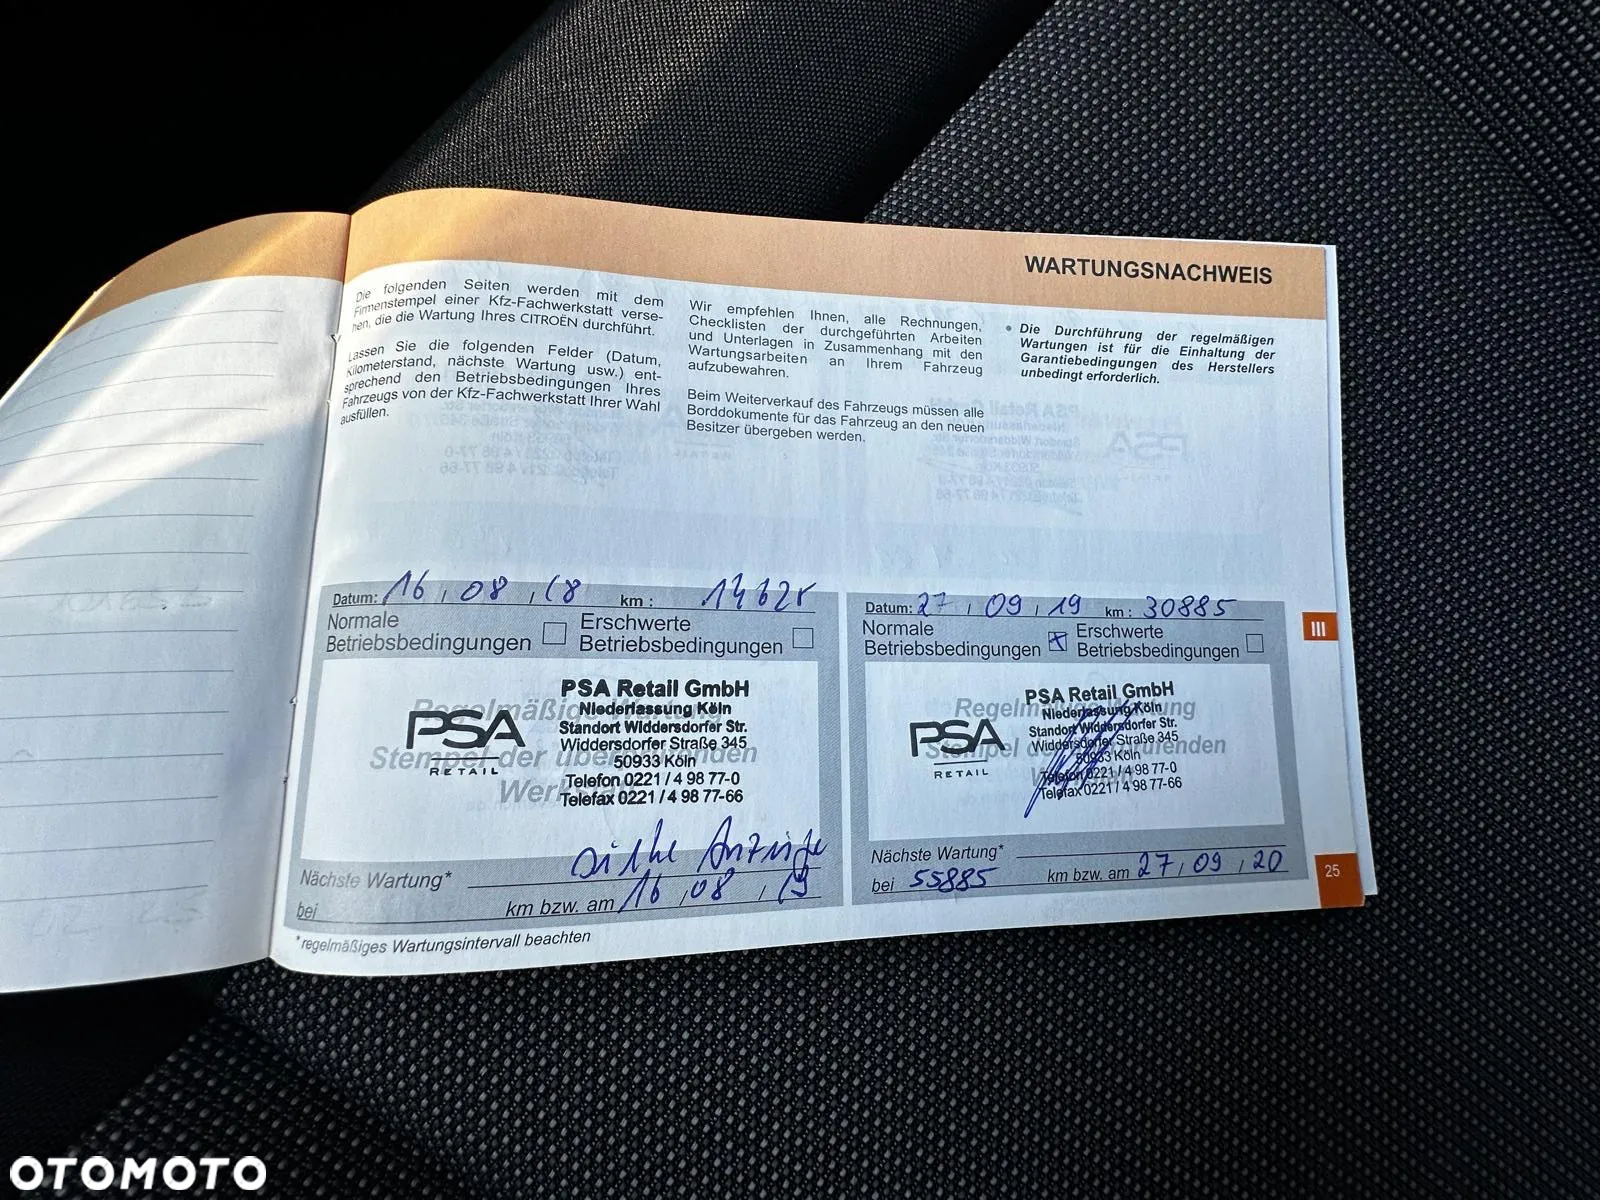 WARTUNGSNACHWEIS
Die folgenden Seiten werden mit dem
Firmenstempel einer Kfz-Fachwerkstatt verse-
hen, die die Wartung Ihres CITROËN durchführt.
Lassen Sie die folgenden Felder (Datum,
Kilometerstand, nächste Wartung usw.) ent-
sprechend den Betriebsbedingungen Ihres
Fahrzeugs von der Kfz-Fachwerkstatt Ihrer Wahl
ausfüllen.
Wir empfehlen Ihnen, alle Rechnungen,
Checklisten der durchgeführten Arbeiten
und Unterlagen in Zusammenhang mit den
Wartungsarbeiten an Ihrem Fahrzeug
aufzubewahren.
Beim Weiterverkauf des Fahrzeugs müssen alle
Borddokumente für das Fahrzeug an den neuen
Besitzer übergeben werden.
• Die Durchführung der regelmäßigen
Wartungen ist für die Einhaltung der
Garantiebedingungen des Herstellers
unbedingt erforderlich.
Datum: 16 , 08 , 18 km :
Normale
Betriebsbedingungen
Erschwerte
Betriebsbedingungen
Regelmäßige Wartung
Stempel der überprüfenden
PSA
RETAIL
PSA Retail GmbH
Niederlassung Köln
Standort Widdersdorfer Str.
Widdersdorfer Straße 345
50933 Köln
Telefon 0221 / 4 98 77-0
Telefax 0221 / 4 98 77-66
Nächste Wartung* Siehe Anzeige
bei km bzw. am 16 , 08 , 19
*regelmäßiges Wartungsintervall beachten
Datum: 27 , 09 , 19 km : 30885
Normale
Betriebsbedingungen x
Erschwerte
Betriebsbedingungen
PSA
RETAIL
PSA Retail GmbH
Niederlassung Köln
Standort Widdersdorfer Str.
Widdersdorfer Straße 345
50933 Köln
Telefon 0221 / 4 98 77-0
Telefax 0221 / 4 98 77-66
Nächste Wartung*
bei 55885 km bzw. am 27 , 09 , 20
III
25
OTOMOTO